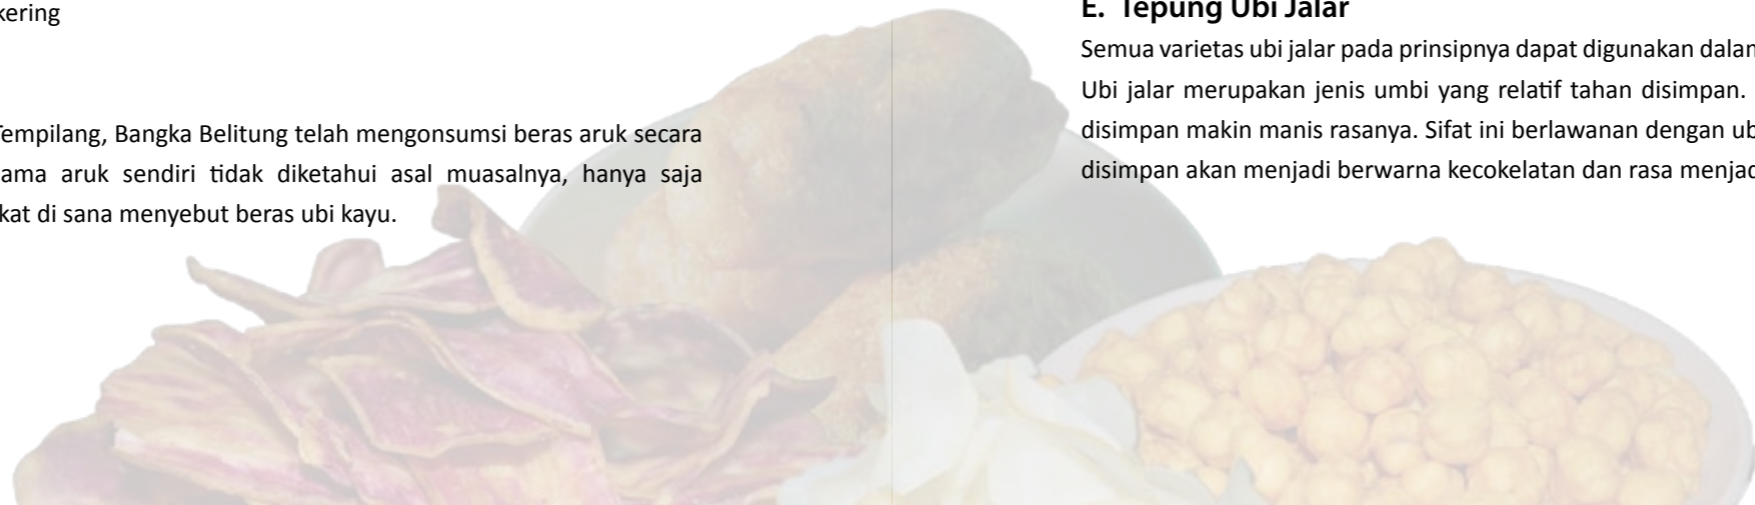 kering
Tempilang, Bangka Belitung telah mengonsumsi beras aruk secara
ama aruk sendiri tidak diketahui asal muasalnya, hanya saja
kat di sana menyebut beras ubi kayu.
E. Tepung Ubi Jalar
Semua varietas ubi jalar pada prinsipnya dapat digunakan dalam
Ubi jalar merupakan jenis umbi yang relatif tahan disimpan.
disimpan makin manis rasanya. Sifat ini berlawanan dengan ub
disimpan akan menjadi berwarna kecokelatan dan rasa menjad